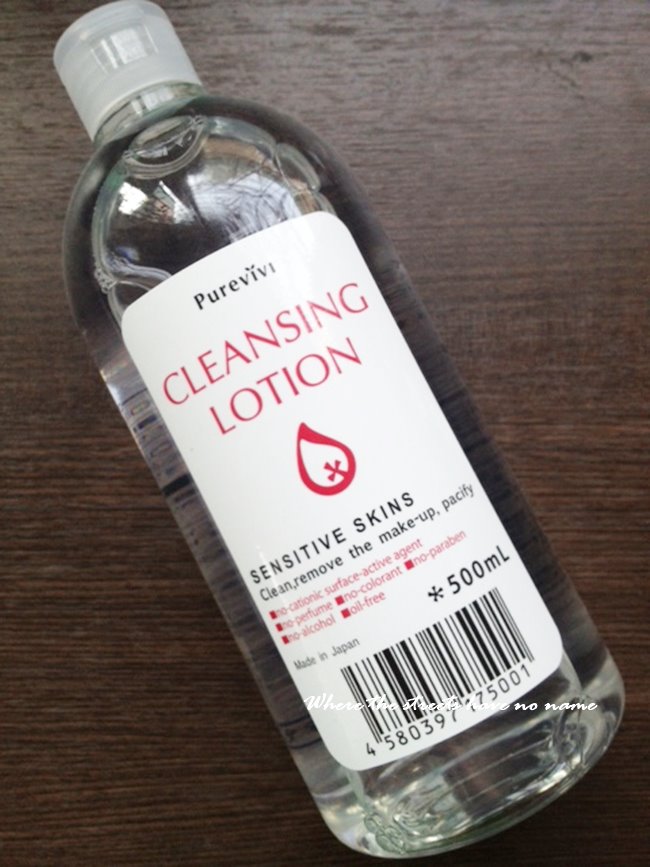 Purevivi
CLEANSING
LOTION
SENSITIVE SKINS
Clean,remove the make-up, pacify
■no-cationic surface-active agent
■no-perfume ■no-colorant ■no-paraben
■no-alcohol ■oil-free
500mL
Made in Japan
Where the streets have no name
4 580397 275001